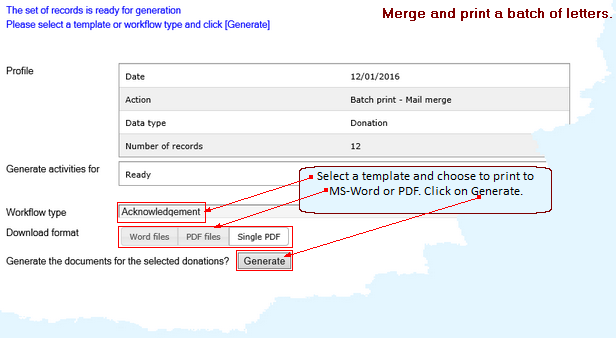 The set of records is ready for generation
Merge and print a batch of letters.
Please select a template or workflow type and click [Generate]
Profile
Date 12/01/2016
Action Batch print - Mail merge
Data type Donation
Number of records 12
Generate activities for Ready
Select a template and choose to print to
MS-Word or PDF. Click on Generate.
Workflow type Acknowledgement
Download format Word files PDF files Single PDF
Generate the documents for the selected donations? Generate